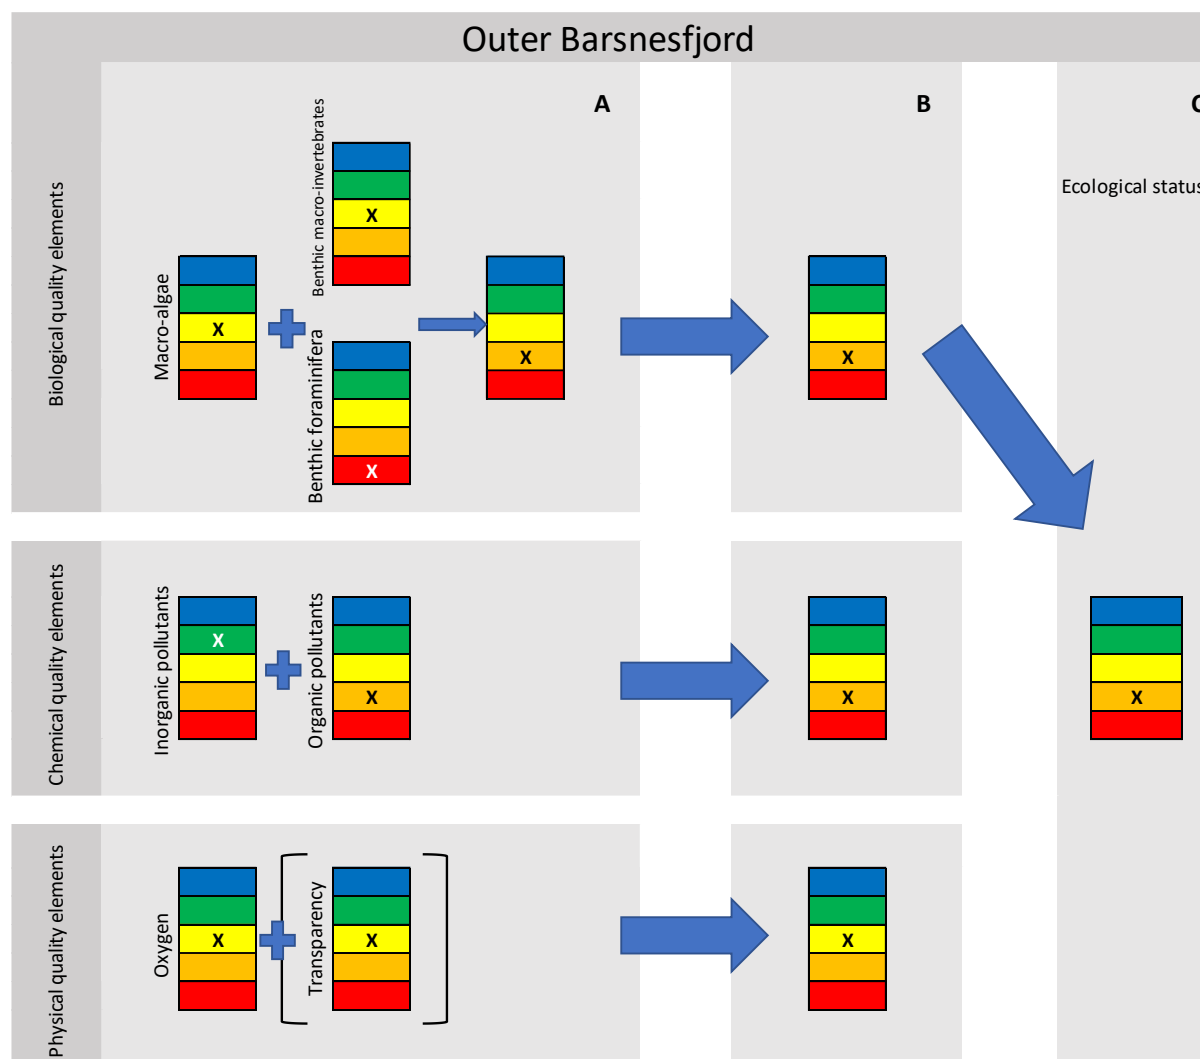 Outer Barsnesfjord
A
B
C
Ecological status
Biological quality elements
Macro-algae
X
Benthic macro-invertebrates
X
Benthic foraminifera
X
X
X
Chemical quality elements
Inorganic pollutants
X
Organic pollutants
X
X
X
Physical quality elements
Oxygen
X
Transparency
X
X